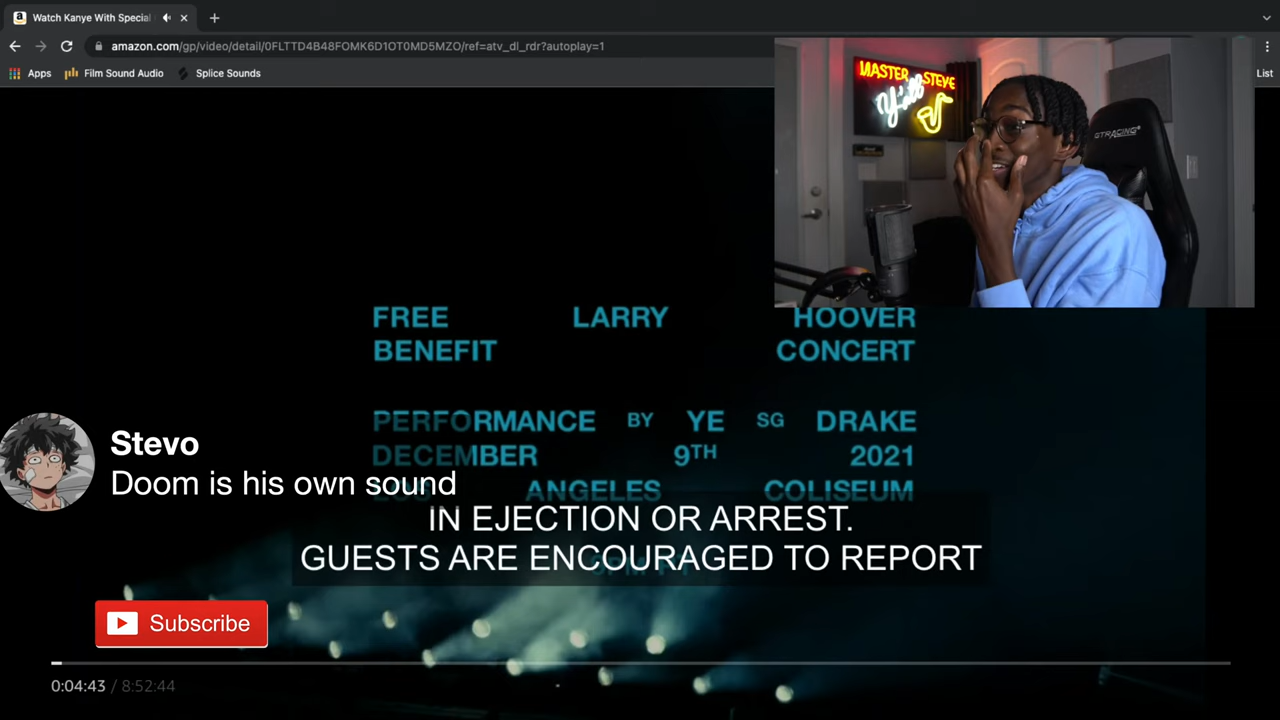 Watch Kanye With Special
amazon.com/gp/video/detail/0FLTTD4B48FOMK6D1OT0MD5MZO/ref=atv_dl_rdr?autoplay=1
Apps
Film Sound Audio
Splice Sounds
List
MASTER STEVE
Y'all
GTRACING
FREE LARRY HOOVER
BENEFIT CONCERT
PERFORMANCE BY YE SG DRAKE
DECEMBER 9TH 2021
LOS ANGELES COLISEUM
Stevo
Doom is his own sound
IN EJECTION OR ARREST.
GUESTS ARE ENCOURAGED TO REPORT
Subscribe
0:04:43 / 8:52:44